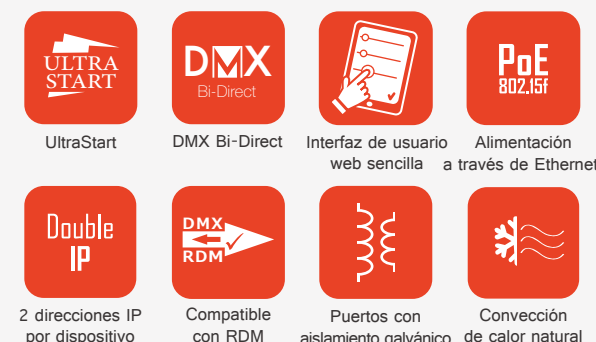 ULTRA
START
DMX
Bi-Direct
PoE
802.15f
UltraStart
DMX Bi-Direct
Interfaz de usuario
web sencilla
Alimentación
a través de Ethernet
Double
IP
DMX
RDM
2 direcciones IP
por dispositivo
Compatible
con RDM
Puertos con
aislamiento galvánico
Convección
de calor natural